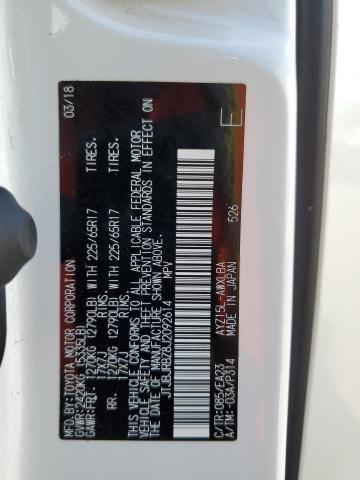 MFD.BY:TOYOTA MOTOR CORPORATION 03/18
GVWR:2420KG (5335LB)
GAWR:FRT. 1270KG (2790LB) WITH 225/65R17 TIRES.
17X7J RIMS
RR. 1270KG (2790LB) WITH 225/65R17 TIRES.
17X7J RIMS
THIS VEHICLE CONFORMS TO ALL APPLICABLE FEDERAL MOTOR
VEHICLE SAFETY AND THEFT PREVENTION STANDARDS IN EFFECT ON
THE DATE OF MANUFACTURE SHOWN ABOVE.
JTJBJRBZ8J2092614 MPV
E
526
C/TR:085/EA23 AYZ15L-AWXLBA
A/TM:-03A/P314 MADE IN JAPAN